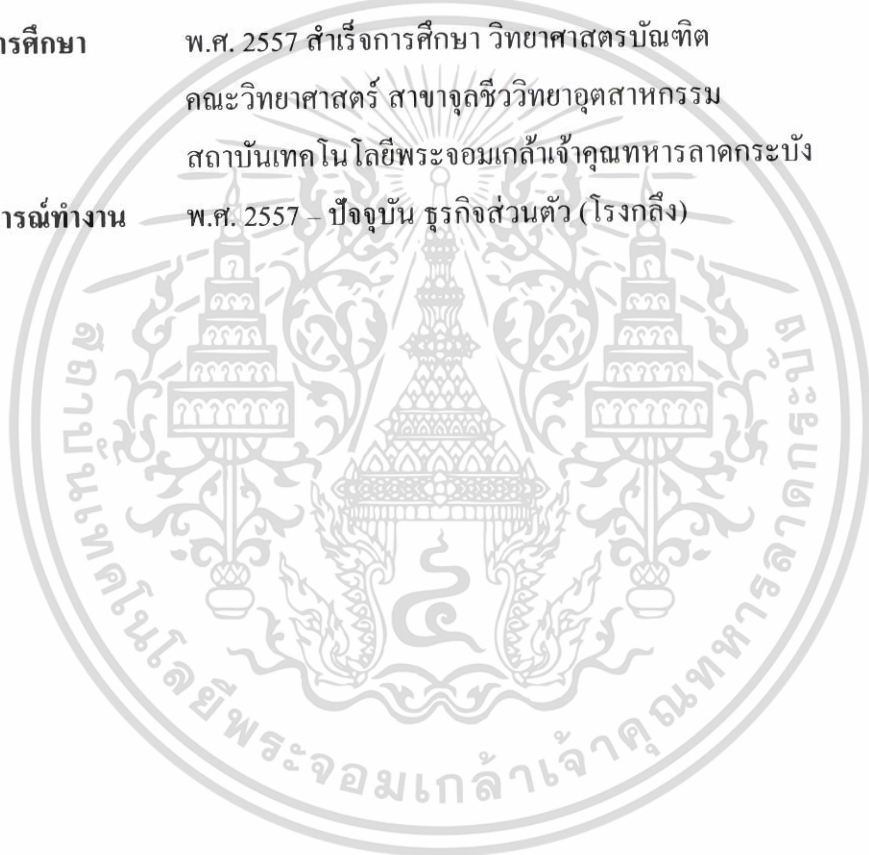 ารศึกษา พ.ศ. 2557 สำเร็จการศึกษา วิทยาศาสตรบัณฑิต
คณะวิทยาศาสตร์ สาขาจุลชีววิทยาอุตสาหกรรม
สถาบันเทคโนโลยีพระจอมเกล้าเจ้าคุณทหารลาดกระบัง
ารณ์ทำงาน พ.ศ. 2557 – ปัจจุบัน ธุรกิจส่วนตัว (โรงกลึง)
สถาบันเทคโนโลยีพระจอมเกล้าเจ้าคุณทหารลาดกระบัง
๔